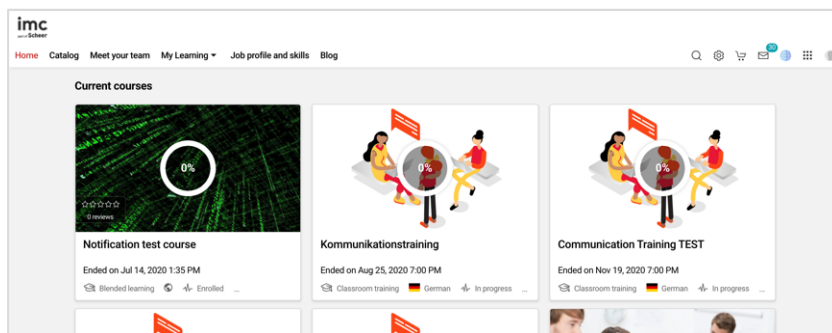 imc
part of Scheer
Home Catalog Meet your team My Learning Job profile and skills Blog
30
Current courses
0% 0% 0%
0 reviews
Notification test course Kommunikationstraining Communication Training TEST
Ended on Jul 14, 2020 1:35 PM Ended on Aug 25, 2020 7:00 PM Ended on Nov 19, 2020 7:00 PM
Blended learning Enrolled ... Classroom training German In progress ... Classroom training German In progress ...